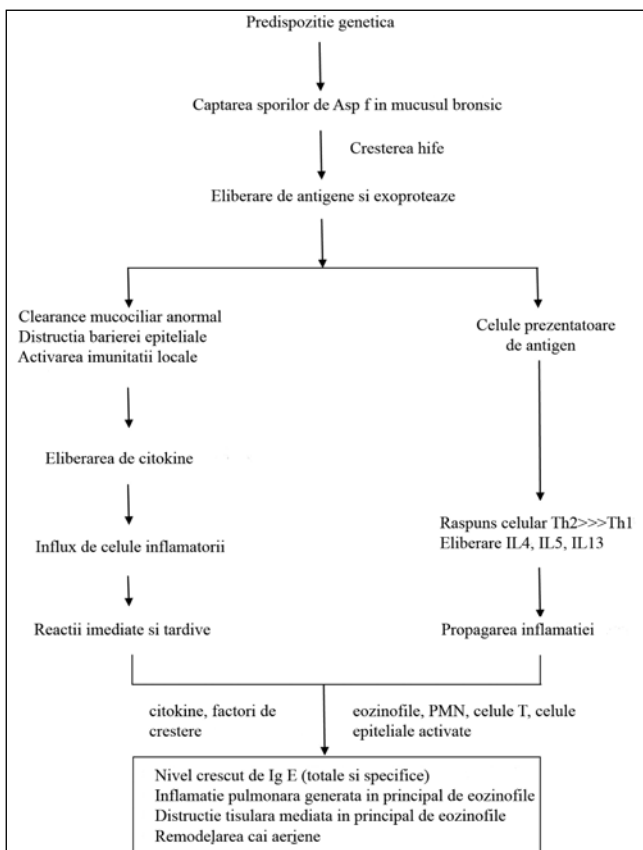 Predispozitie genetica
Captarea sporilor de Asp f in mucusul bronsic
Cresterea hife
Eliberare de antigene si exoproteaze
Clearance mucociliar anormal
Distructia barierei epiteliale
Activarea imunitatii locale
Celule prezentatoare
de antigen
Eliberarea de citokine
Raspuns celular Th2>>>Th1
Eliberare IL4, IL5, IL13
Influx de celule inflamatorii
Reactii imediate si tardive
Propagarea inflamatiei
citokine, factori de
crestere
eozinofile, PMN, celule T, celule
epiteliale activate
Nivel crescut de Ig E (totale si specifice)
Inflamatie pulmonara generata in principal de eozinofile
Distructie tisulara mediata in principal de eozinofile
Remodelarea cai aeriene